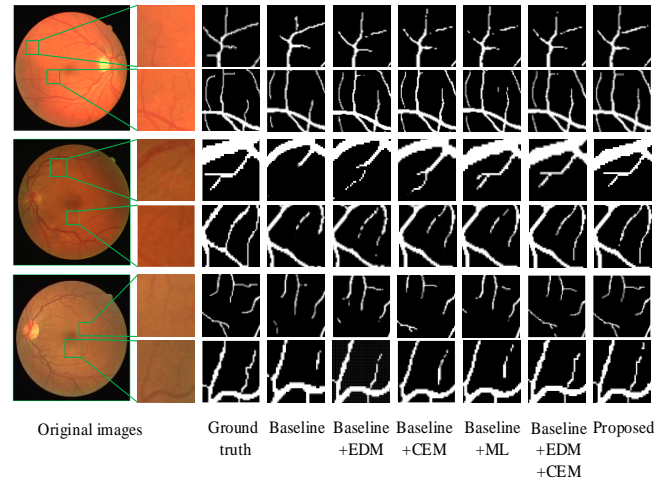 Original images
Ground
truth
Baseline
Baseline
+EDM
Baseline
+CEM
Baseline
+ML
Baseline
+EDM
+CEM
Proposed